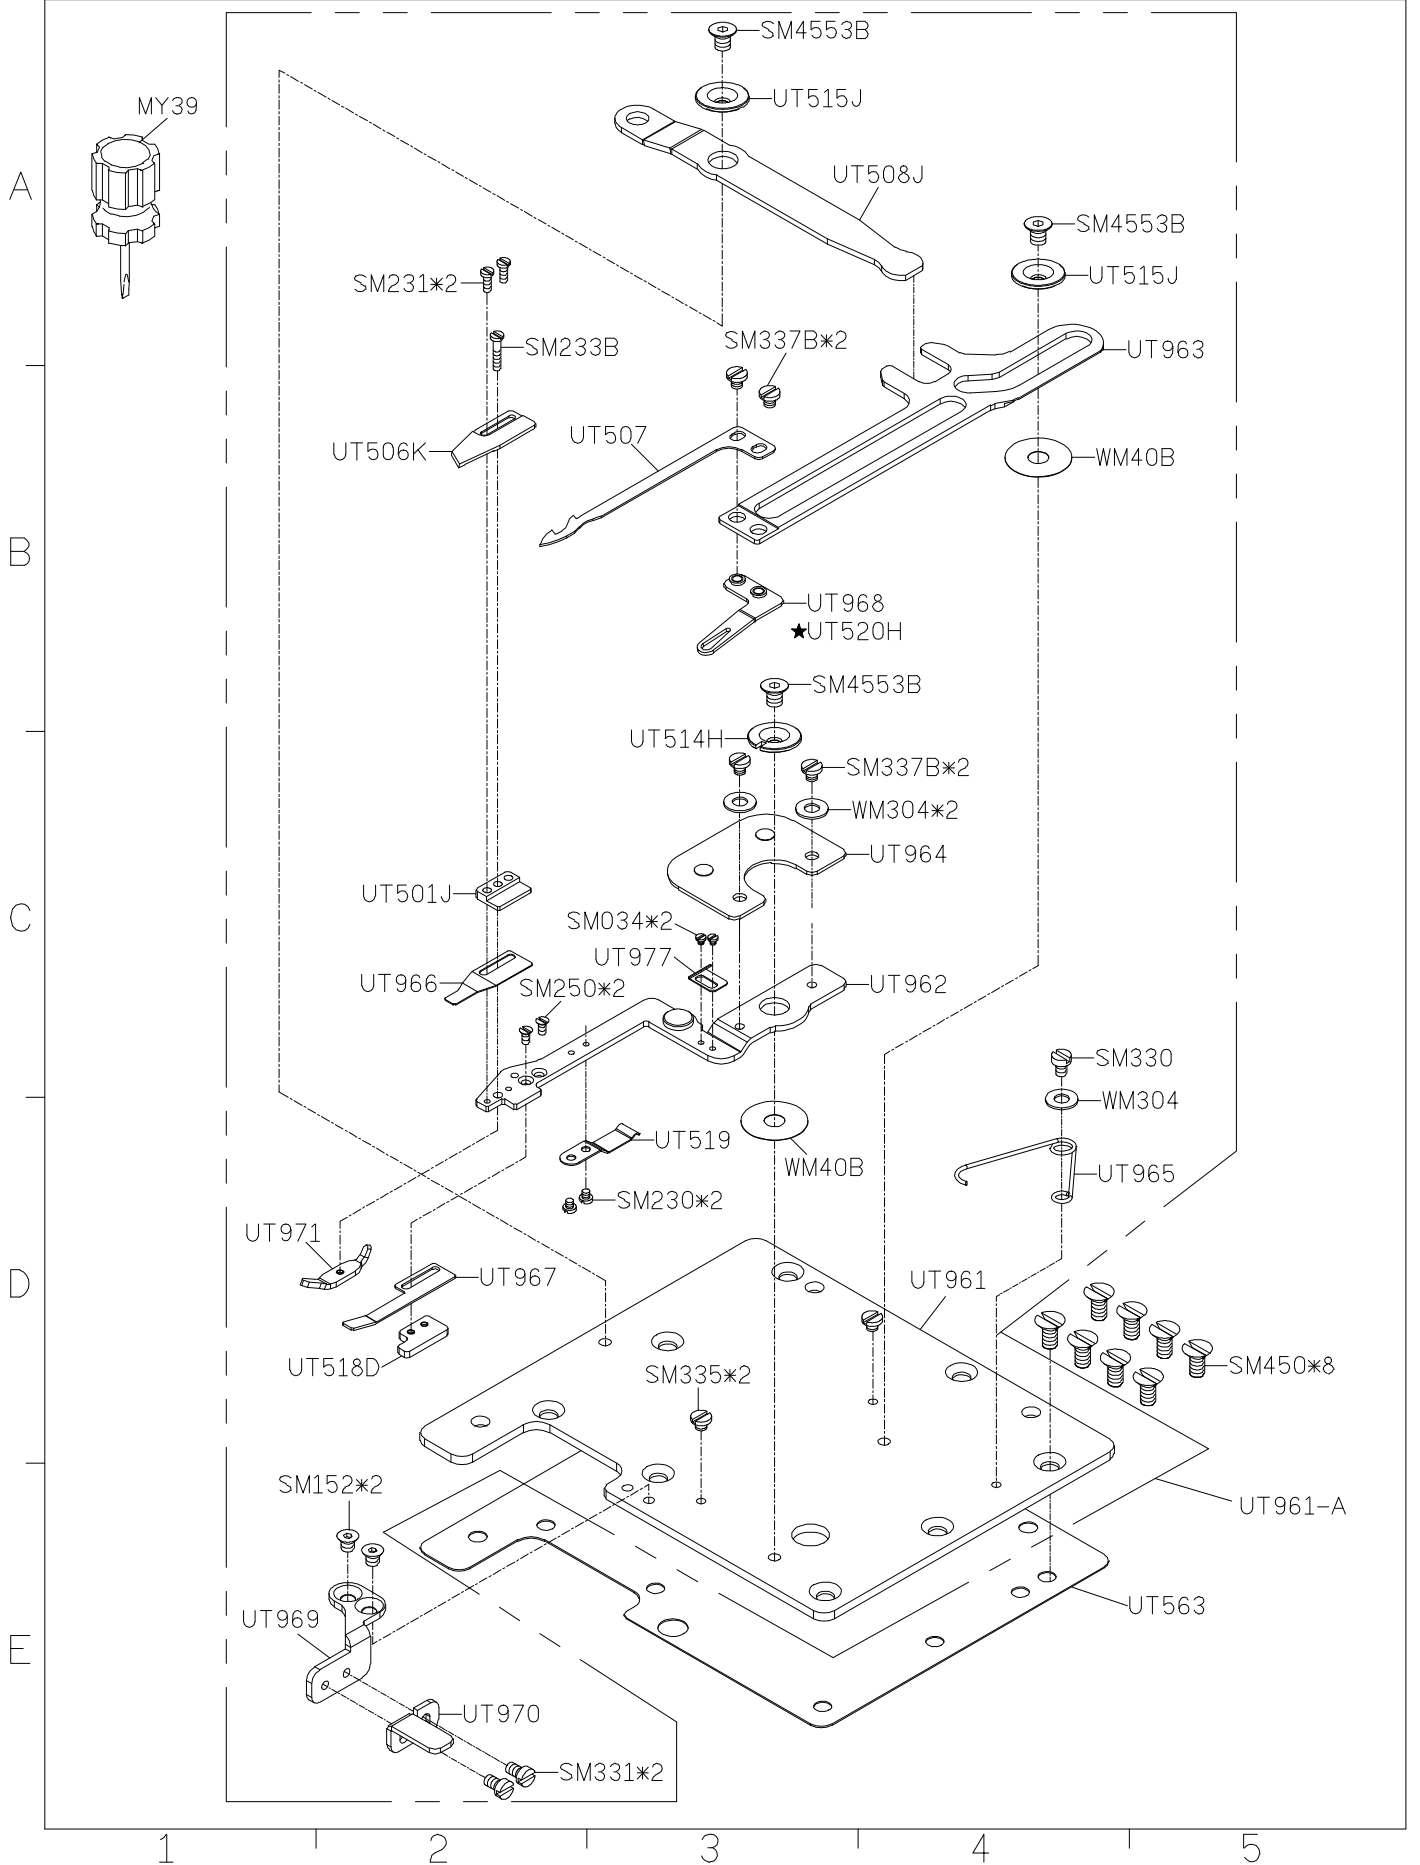 SM4553B
UT515J
MY39
UT508J
A
SM4553B
UT515J
SM231*2
SM233B
SM337B*2
UT963
UT507
UT506K
WM40B
B
UT968
★UT520H
SM4553B
UT514H
SM337B*2
WM304*2
UT964
UT501J
C
SM034*2
UT977
UT966
SM250*2
UT962
SM330
WM304
UT519
WM40B
UT965
SM230*2
UT971
UT967
UT961
D
UT518D
SM335*2
SM450*8
SM152*2
UT961-A
UT563
UT969
E
UT970
SM331*2
1
2
3
4
5